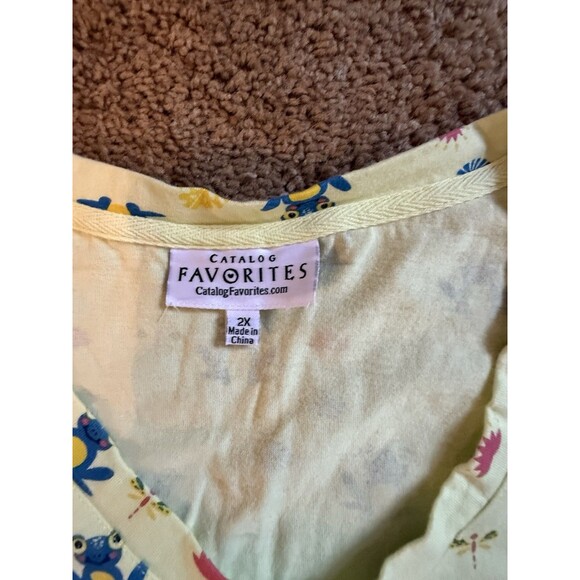 CATALOG
FAVORITES
CatalogFavorites.com
2X
Made in
China